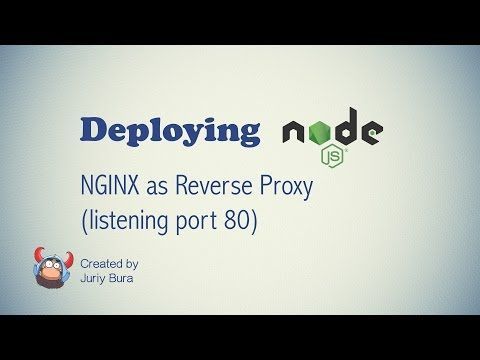 Deploying node
JS
NGINX as Reverse Proxy
(listening port 80)
Created by
Juriy Bura